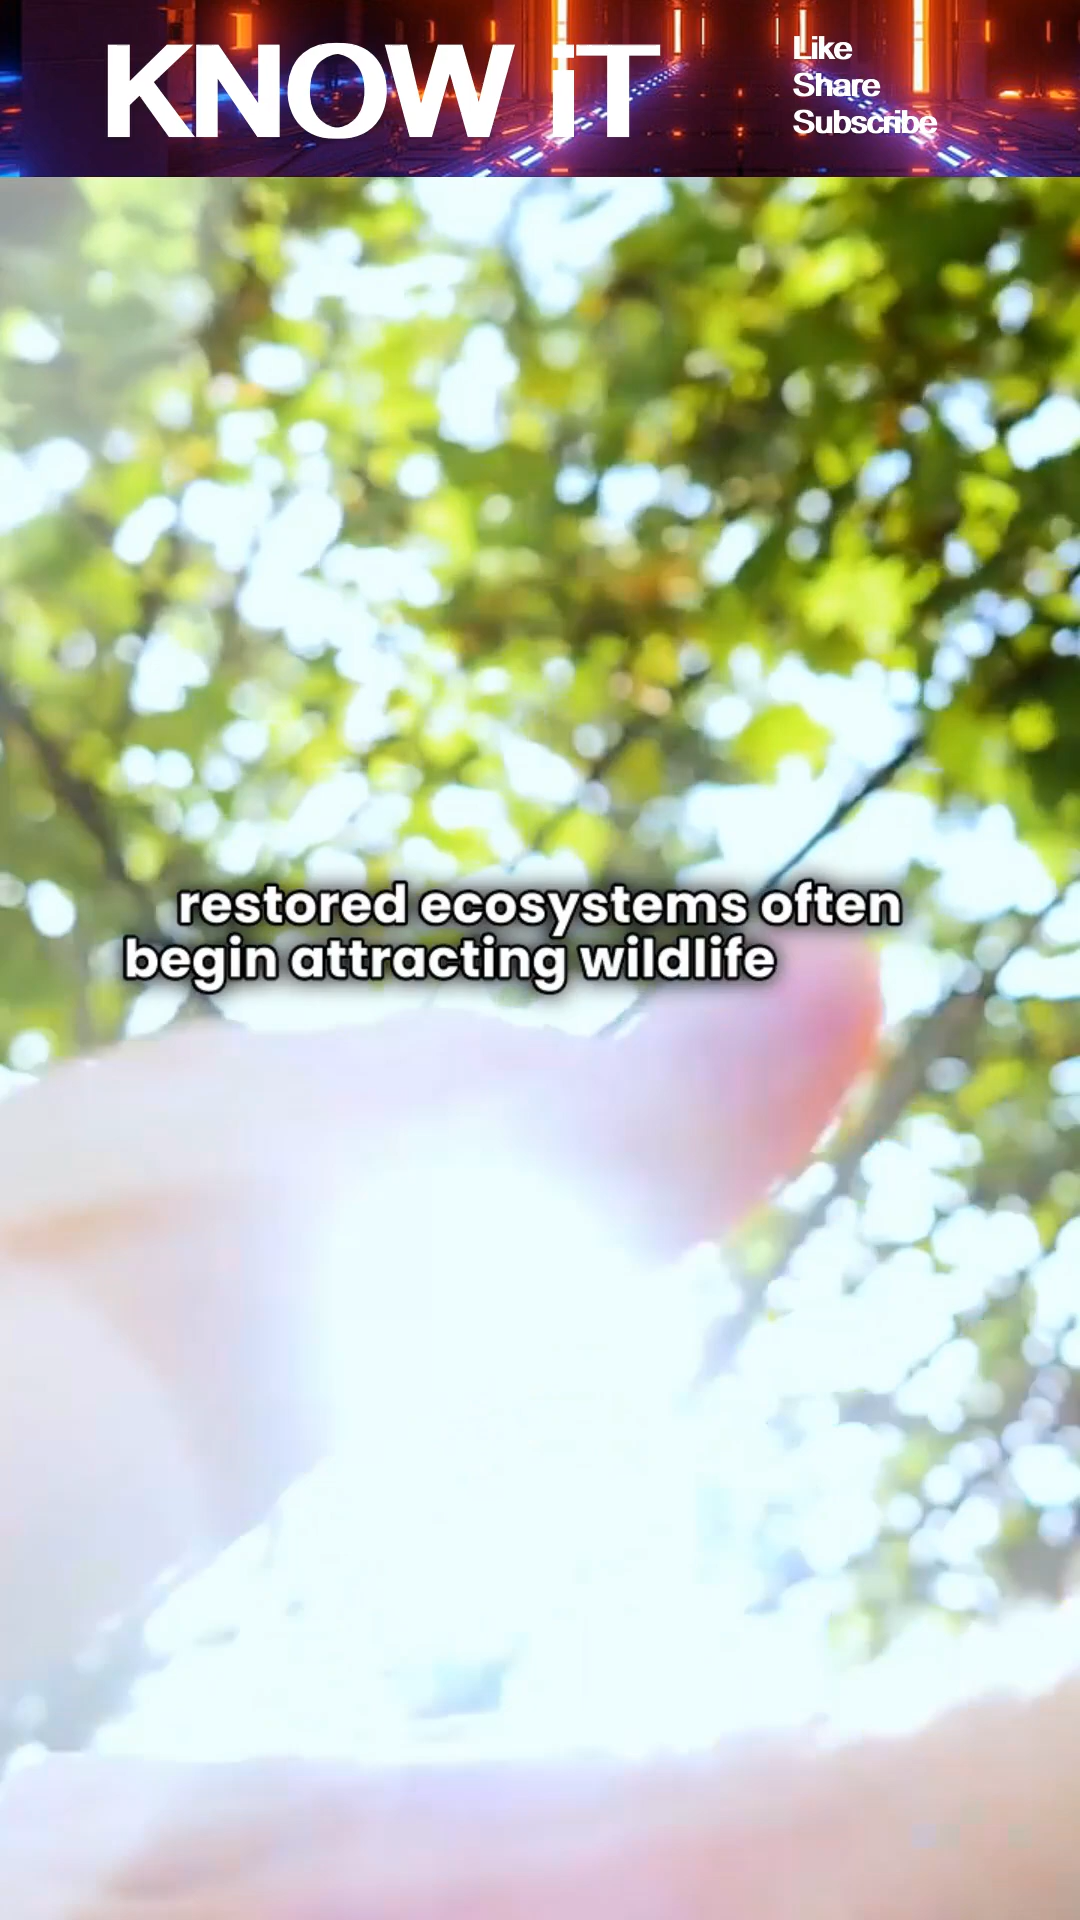 KNOW iT
Like
Share
Subscribe
restored ecosystems often
begin attracting wildlife